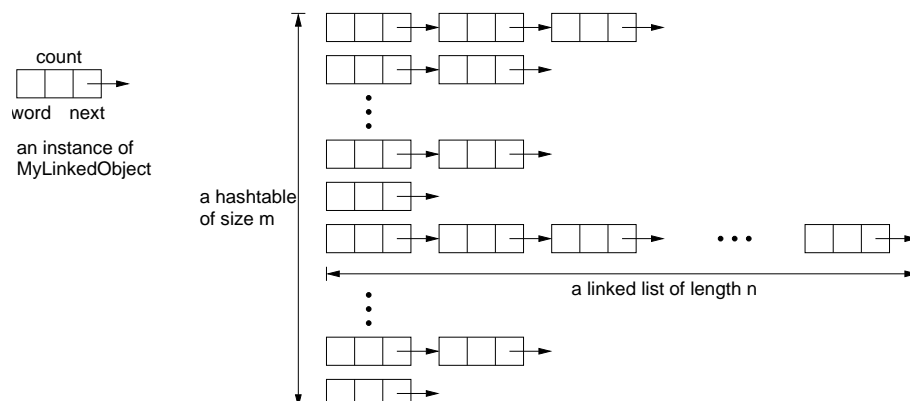 count
word next
an instance of
MyLinkedObject
a hashtable
of size m
a linked list of length n